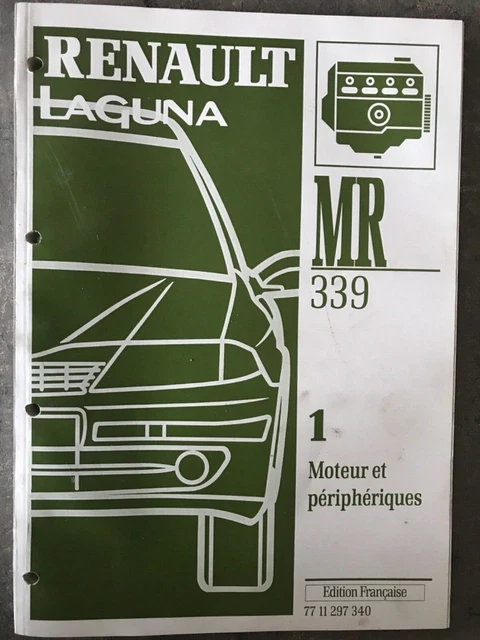 RENAULT
LAGUNA
MR
339
1
Moteur et
périphériques
Edition Française
77 11 297 340